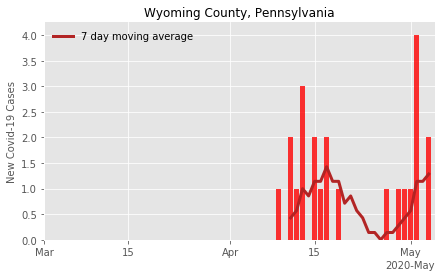 Wyoming County, Pennsylvania
7 day moving average
New Covid-19 Cases
4.0
3.5
3.0
2.5
2.0
1.5
1.0
0.5
0.0
Mar
15
Apr
15
May
2020-May